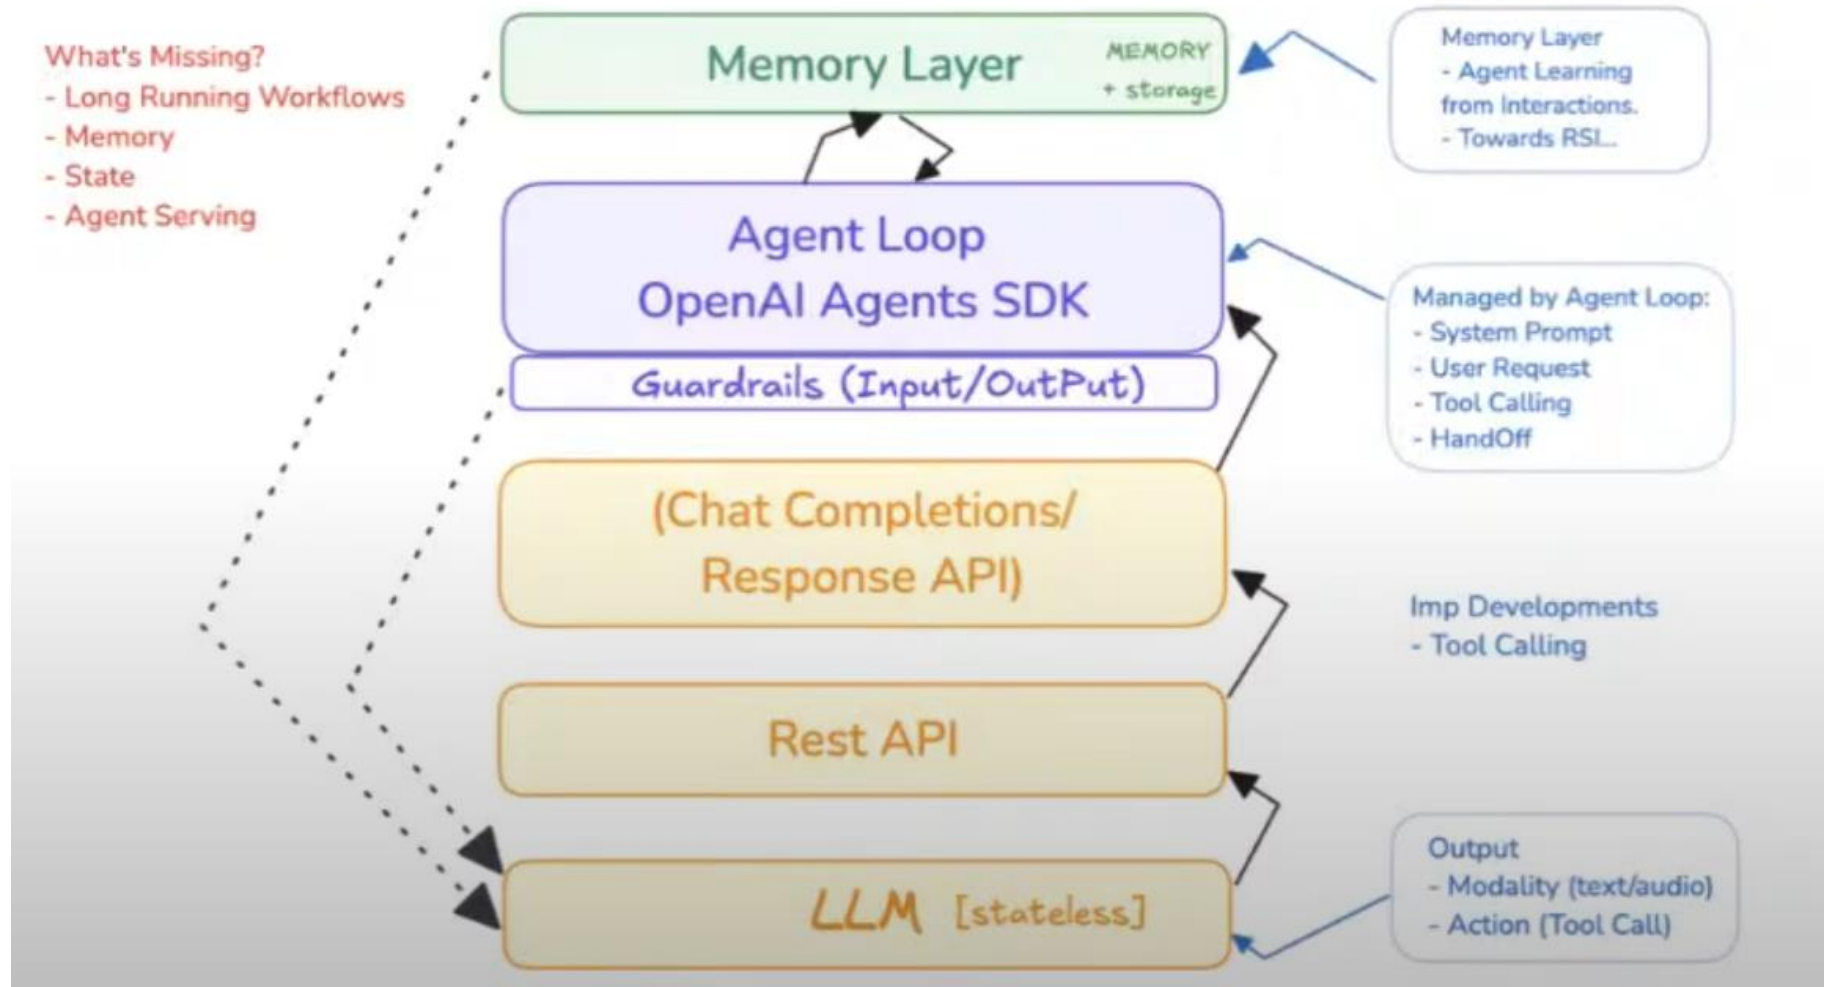 What's Missing?
- Long Running Workflows
- Memory
- State
- Agent Serving
Memory Layer
MEMORY
+ storage
Memory Layer
- Agent Learning
from Interactions.
- Towards RSI...
Agent Loop
OpenAI Agents SDK
Guardrails (Input/OutPut)
Managed by Agent Loop:
- System Prompt
- User Request
- Tool Calling
- HandOff
(Chat Completions/
Response API)
Imp Developments
- Tool Calling
Rest API
LLM [stateless]
Output
- Modality (text/audio)
- Action (Tool Call)